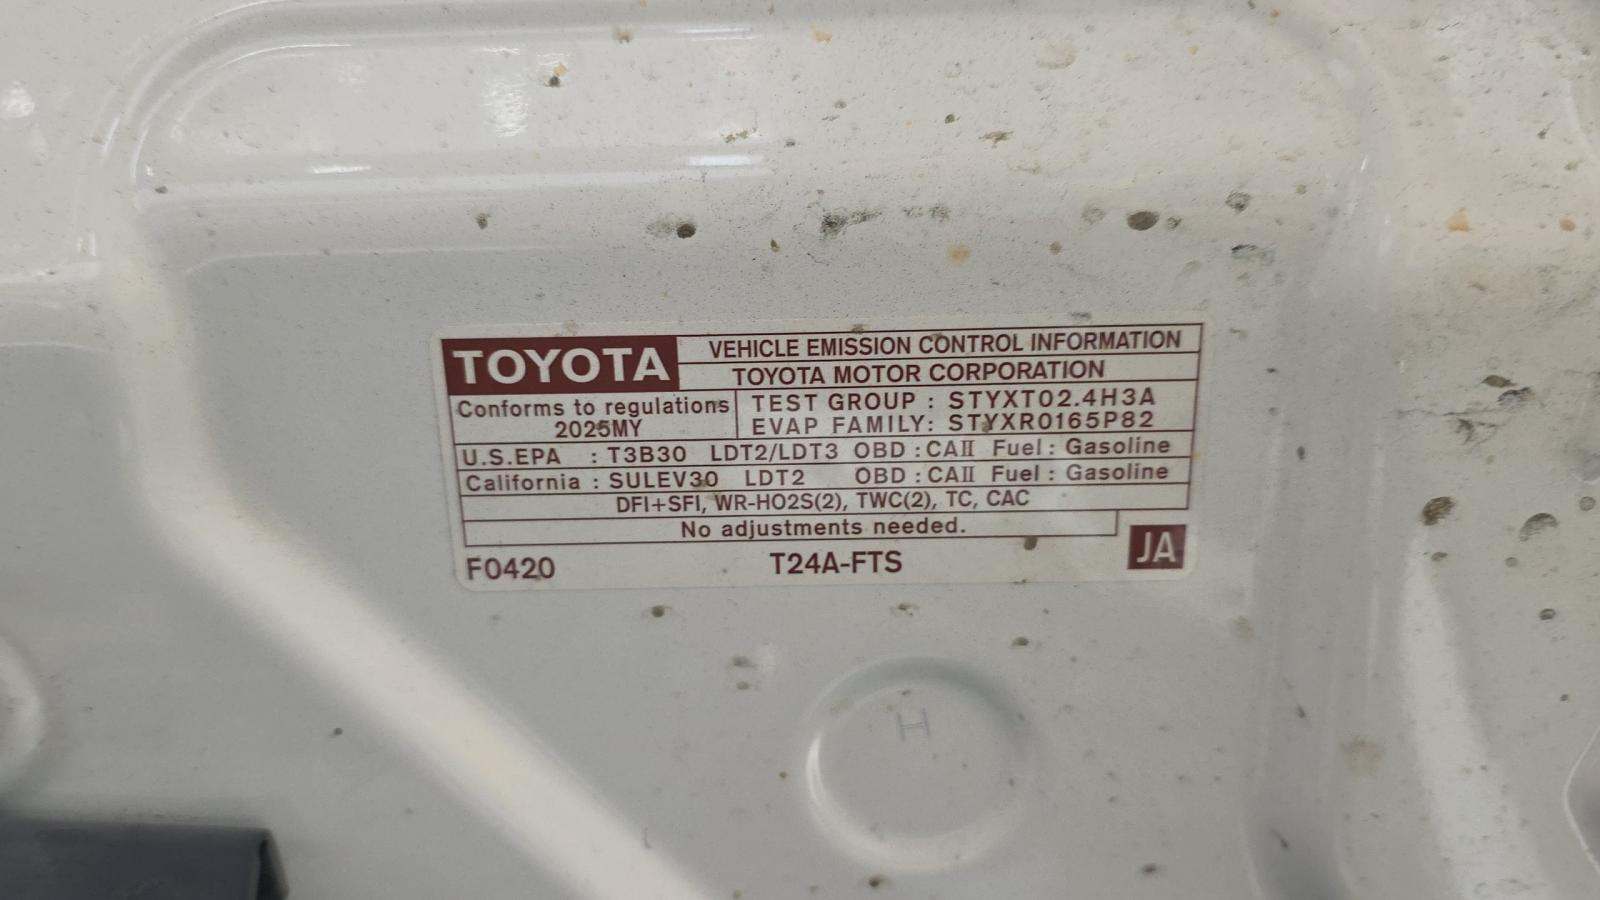 TOYOTA VEHICLE EMISSION CONTROL INFORMATION
TOYOTA MOTOR CORPORATION
Conforms to regulations 2025MY
TEST GROUP : STYXT02.4H3A
EVAP FAMILY: STYXR0165P82
U.S.EPA : T3B30 LDT2/LDT3 OBD : CAⅡ Fuel : Gasoline
California : SULEV30 LDT2 OBD : CAⅡ Fuel : Gasoline
DFI+SFI, WR-HO2S(2), TWC(2), TC, CAC
No adjustments needed.
F0420 T24A-FTS JA
H